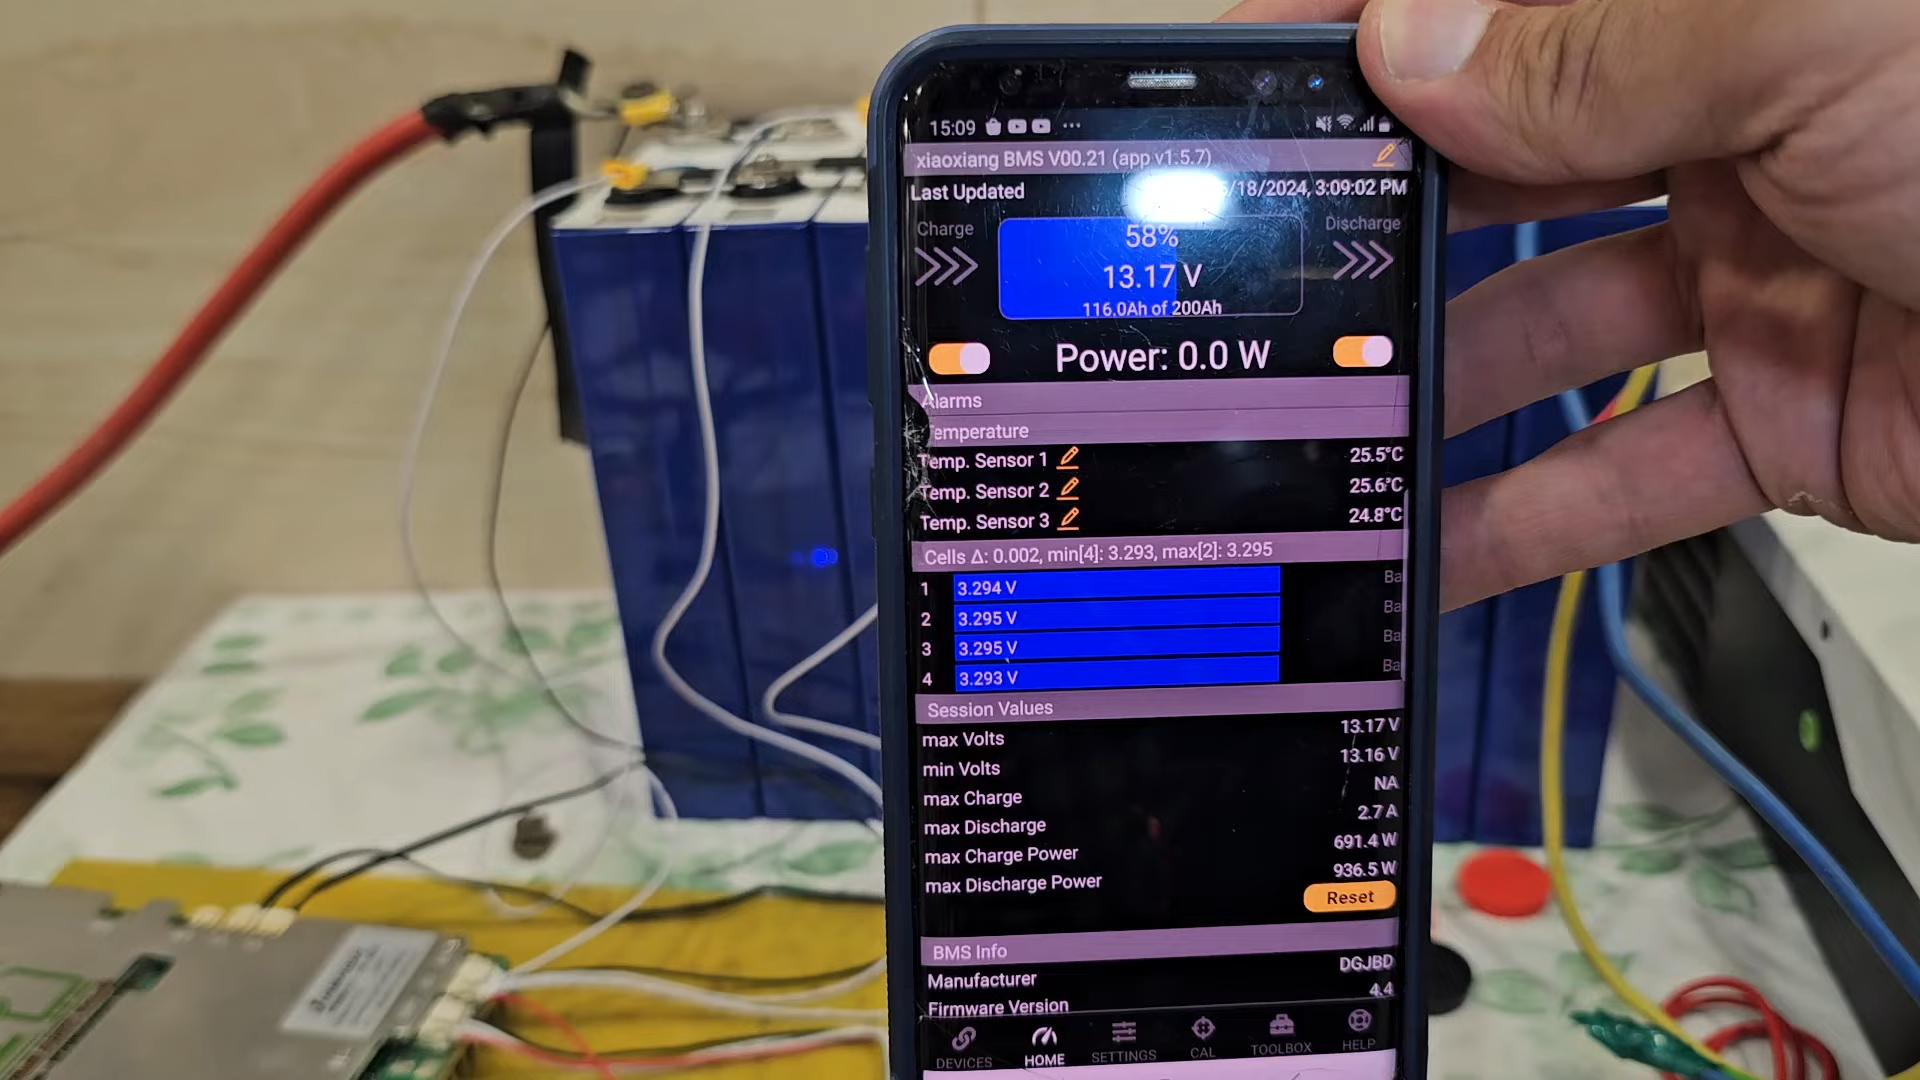 15:09
xiaoxiang BMS V00.21 (app v1.5.7)
Last Updated /18/2024, 3:09:02 PM
Charge Discharge
58%
13.17 V
116.0Ah of 200Ah
Power: 0.0 W
Alarms
Temperature
Temp. Sensor 1 25.5°C
Temp. Sensor 2 25.6°C
Temp. Sensor 3 24.8°C
Cells Δ: 0.002, min[4]: 3.293, max[2]: 3.295
1 3.294 V Ba
2 3.295 V Ba
3 3.295 V Ba
4 3.293 V Ba
Session Values
max Volts 13.17 V
min Volts 13.16 V
max Charge NA
max Discharge 2.7 A
max Charge Power 691.4 W
max Discharge Power 936.5 W
Reset
BMS Info
Manufacturer DGJBD
Firmware Version 4.4
DEVICES HOME SETTINGS CAL TOOLBOX HELP